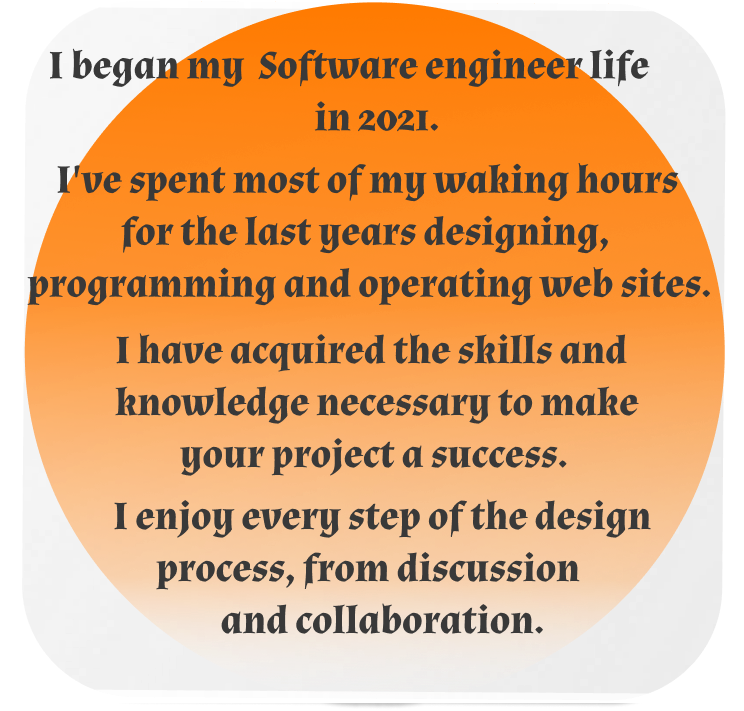 I began my Software engineer life
in 2021.
I've spent most of my waking hours
for the last years designing,
programming and operating web sites.
I have acquired the skills and
knowledge necessary to make
your project a success.
I enjoy every step of the design
process, from discussion
and collaboration.